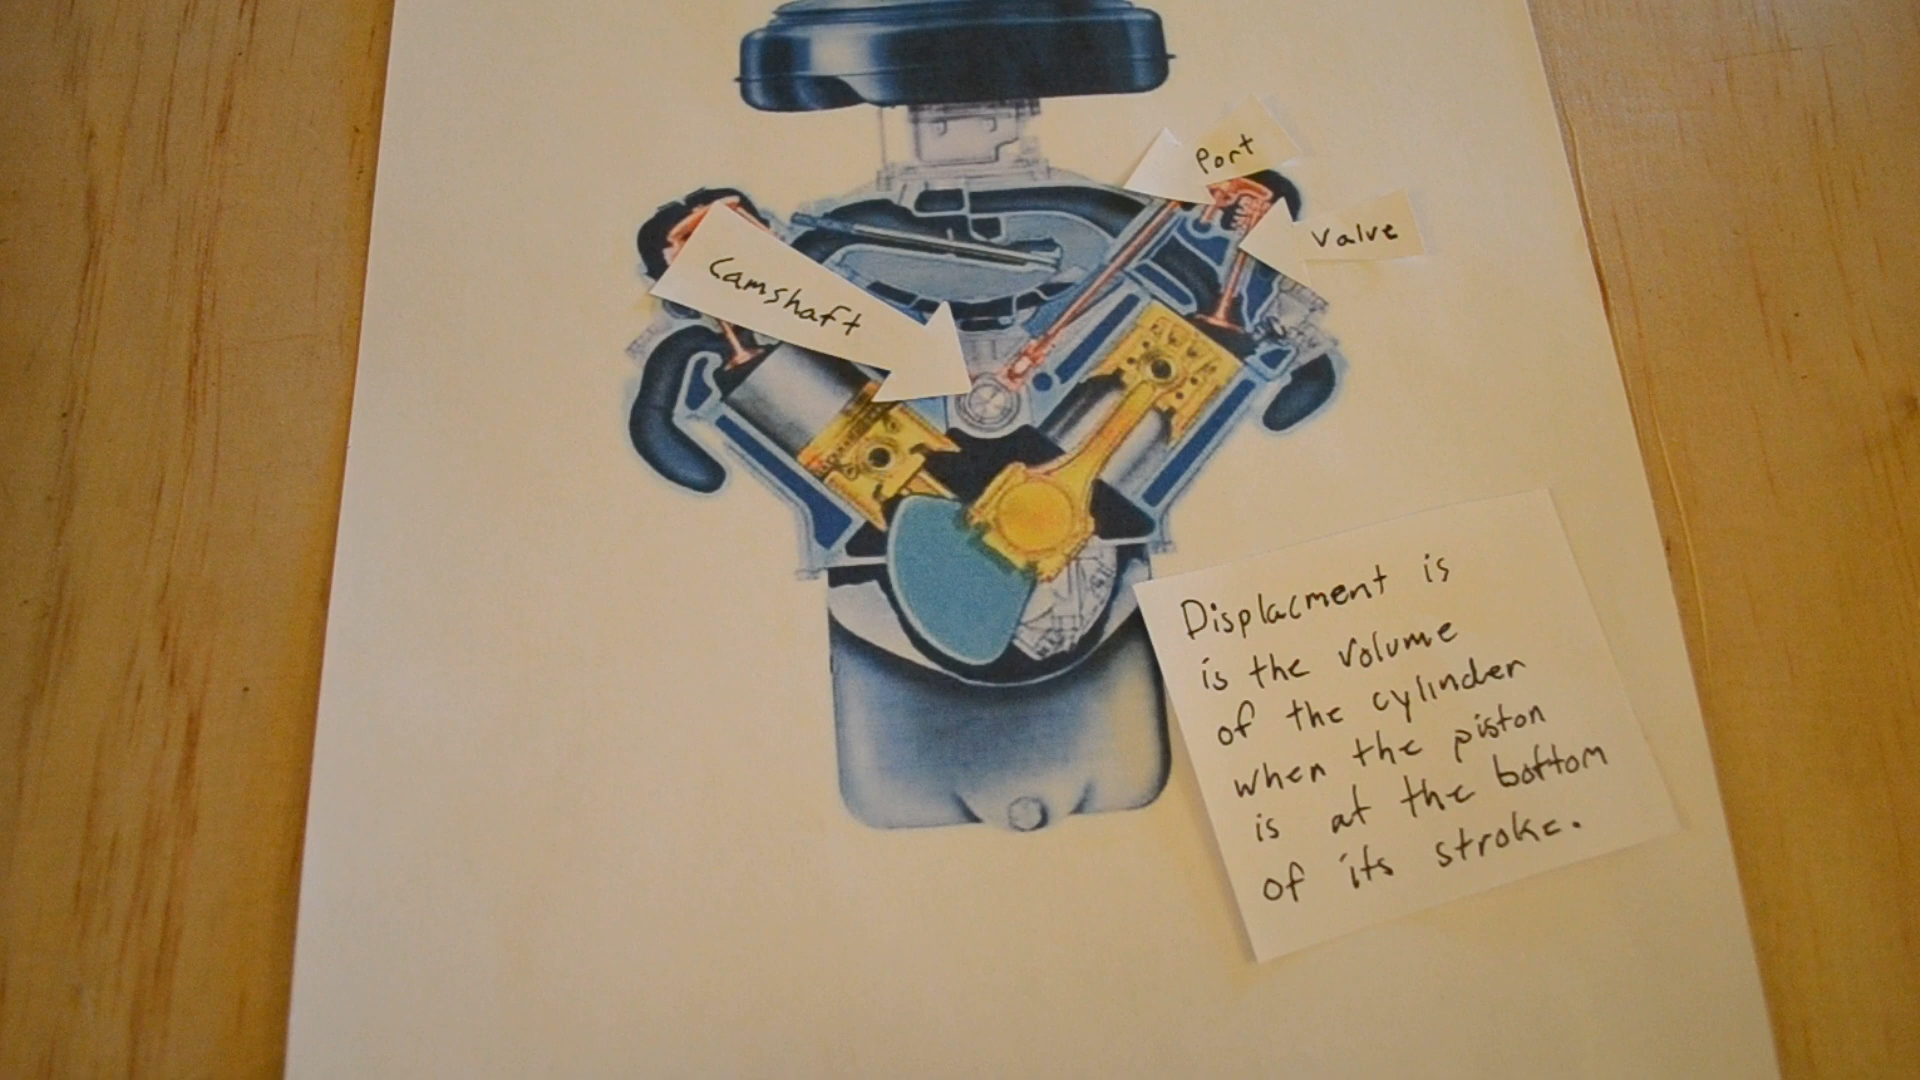 Port
Valve
Camshaft
Displacment is
is the volume
of the cylinder
when the piston
is at the bottom
of its stroke.